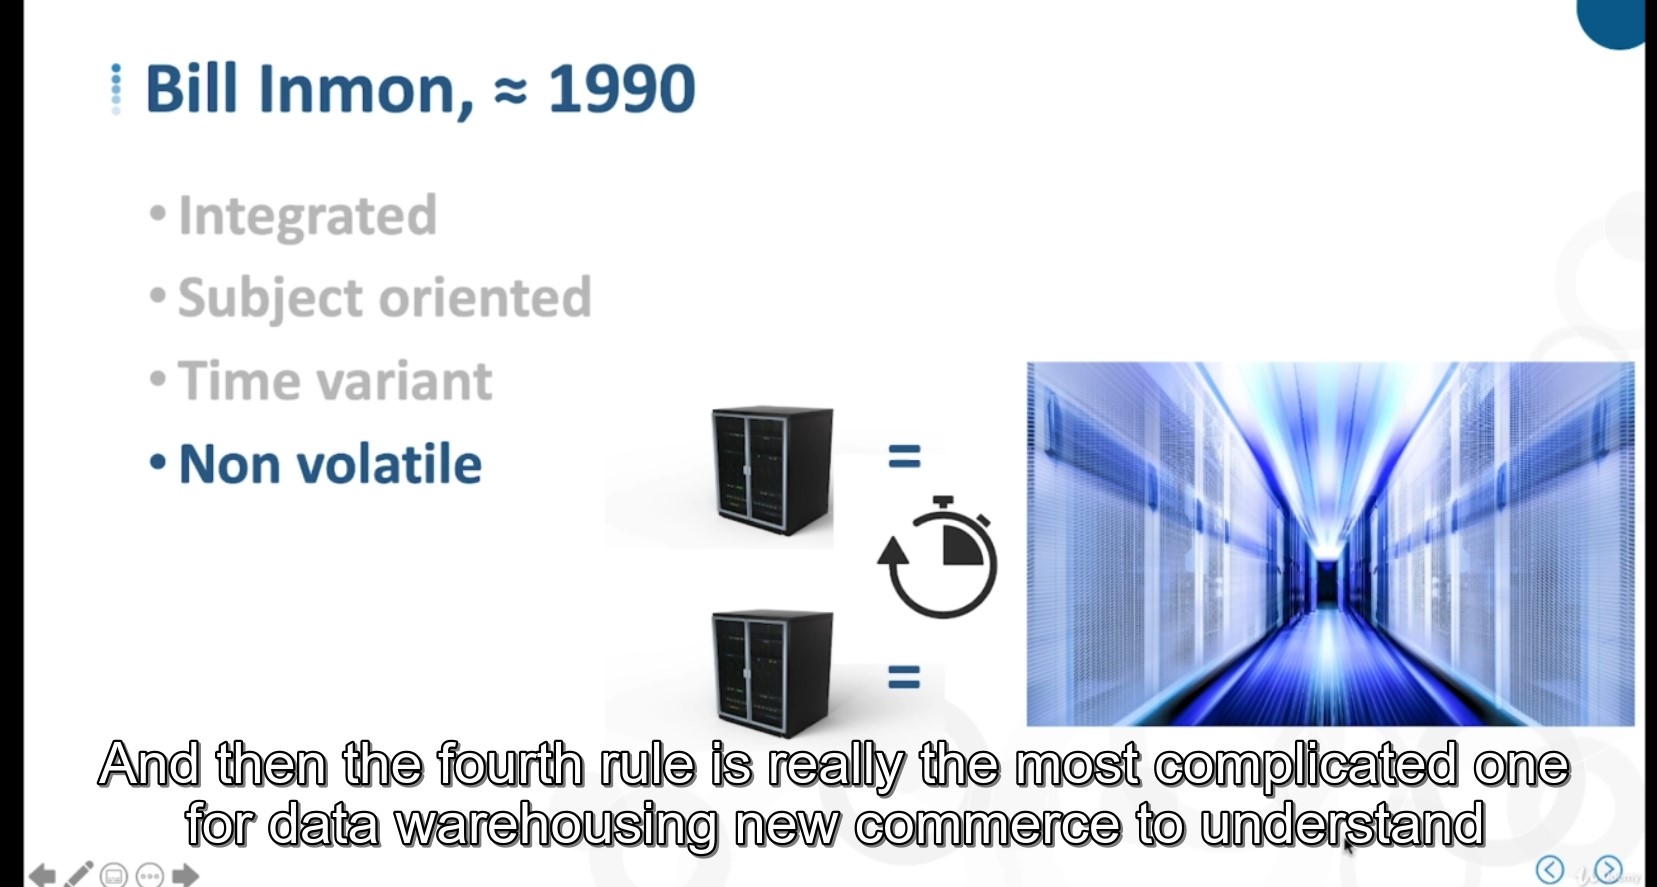 Bill Inmon, ≈ 1990
• Integrated
• Subject oriented
• Time variant
• Non volatile
=
=
And then the fourth rule is really the most complicated one
for data warehousing new commerce to understand
Udemy